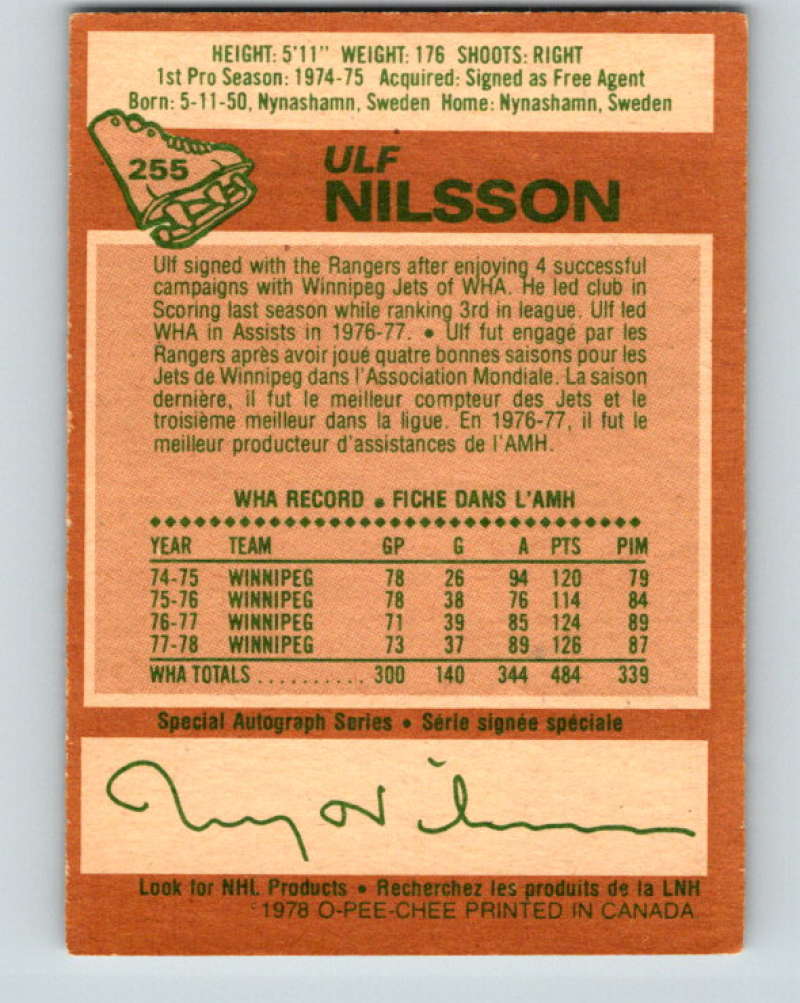 HEIGHT: 5'11" WEIGHT: 176 SHOOTS: RIGHT
1st Pro Season: 1974-75 Acquired: Signed as Free Agent
Born: 5-11-50, Nynashamn, Sweden Home: Nynashamn, Sweden
255
ULF
NILSSON
Ulf signed with the Rangers after enjoying 4 successful
campaigns with Winnipeg Jets of WHA. He led club in
Scoring last season while ranking 3rd in league. Ulf led
WHA in Assists in 1976-77. • Ulf fut engagé par les
Rangers après avoir joué quatre bonnes saisons pour les
Jets de Winnipeg dans l'Association Mondiale. La saison
dernière, il fut le meilleur compteur des Jets et le
troisième meilleur dans la ligue. En 1976-77, il fut le
meilleur producteur d'assistances de l'AMH.
WHA RECORD • FICHE DANS L'AMH
YEAR TEAM GP G A PTS PIM
74-75 WINNIPEG 78 26 94 120 79
75-76 WINNIPEG 78 38 76 114 84
76-77 WINNIPEG 71 39 85 124 89
77-78 WINNIPEG 73 37 89 126 87
WHA TOTALS .......... 300 140 344 484 339
Special Autograph Series • Série signée spéciale
Look for NHL Products • Recherchez les produits de la LNH
©1978 O-PEE-CHEE PRINTED IN CANADA